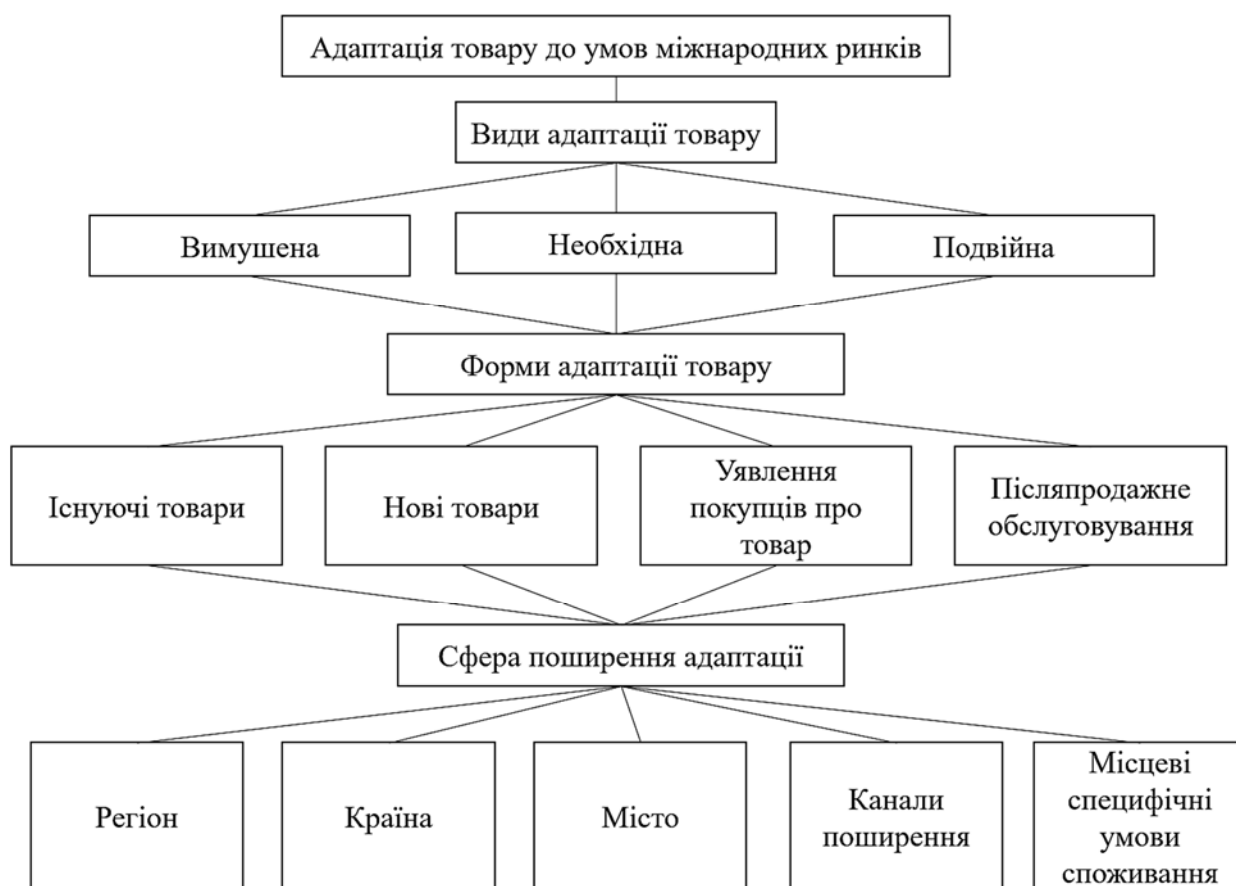 Адаптація товару до умов міжнародних ринків
Види адаптації товару
Вимушена
Необхідна
Подвійна
Форми адаптації товару
Існуючі товари
Нові товари
Уявлення
покупців про
товар
Післяпродажне
обслуговування
Сфера поширення адаптації
Регіон
Країна
Місто
Канали
поширення
Місцеві
специфічні
умови
споживання